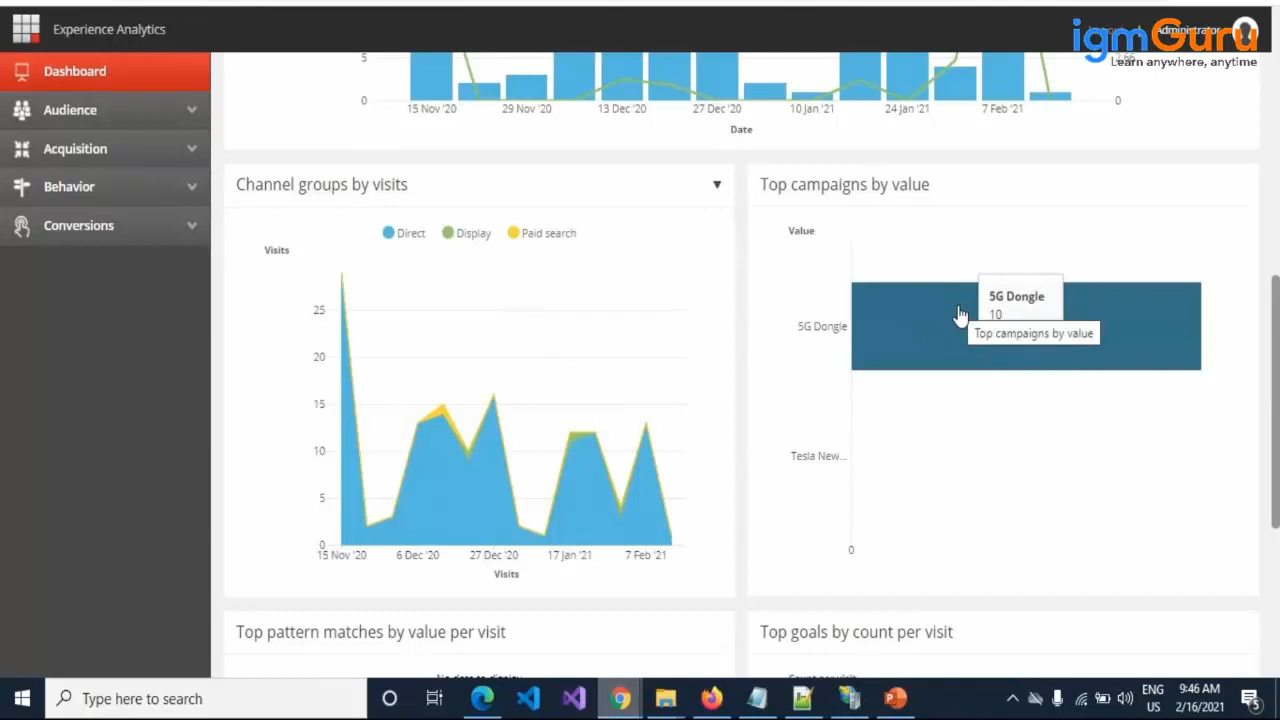 Experience Analytics
Administrator
igmGuru
Learn anywhere, anytime
Dashboard
Audience
Acquisition
Behavior
Conversions
5
0
0
15 Nov '20
29 Nov '20
13 Dec '20
27 Dec '20
10 Jan '21
24 Jan '21
7 Feb '21
Date
Channel groups by visits
Direct
Display
Paid search
Visits
25
20
15
10
5
0
15 Nov '20
6 Dec '20
27 Dec '20
17 Jan '21
7 Feb '21
Visits
Top campaigns by value
Value
5G Dongle
Tesla New...
0
5G Dongle
10
Top campaigns by value
Top pattern matches by value per visit
Top goals by count per visit
Type here to search
ENG
US
9:46 AM
2/16/2021
5